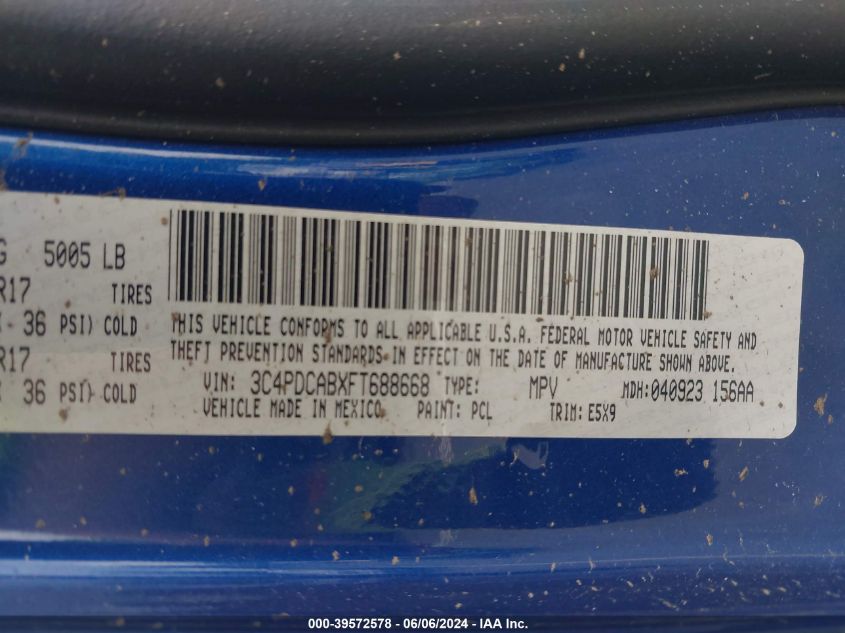 G 5005 LB
R17 TIRES
I - 36 PSI) COLD
R17 TIRES
I 36 PSI) COLD
THIS VEHICLE CONFORMS TO ALL APPLICABLE U.S.A. FEDERAL MOTOR VEHICLE SAFETY AND
THEFT PREVENTION STANDARDS IN EFFECT ON THE DATE OF MANUFACTURE SHOWN ABOVE.
VIN: 3C4PDCABXFT688668 TYPE: MPV MDH:040923 156AA
VEHICLE MADE IN MEXICO PAINT: PCL TRIM: E5X9
000-39572578 - 06/06/2024 - IAA Inc.